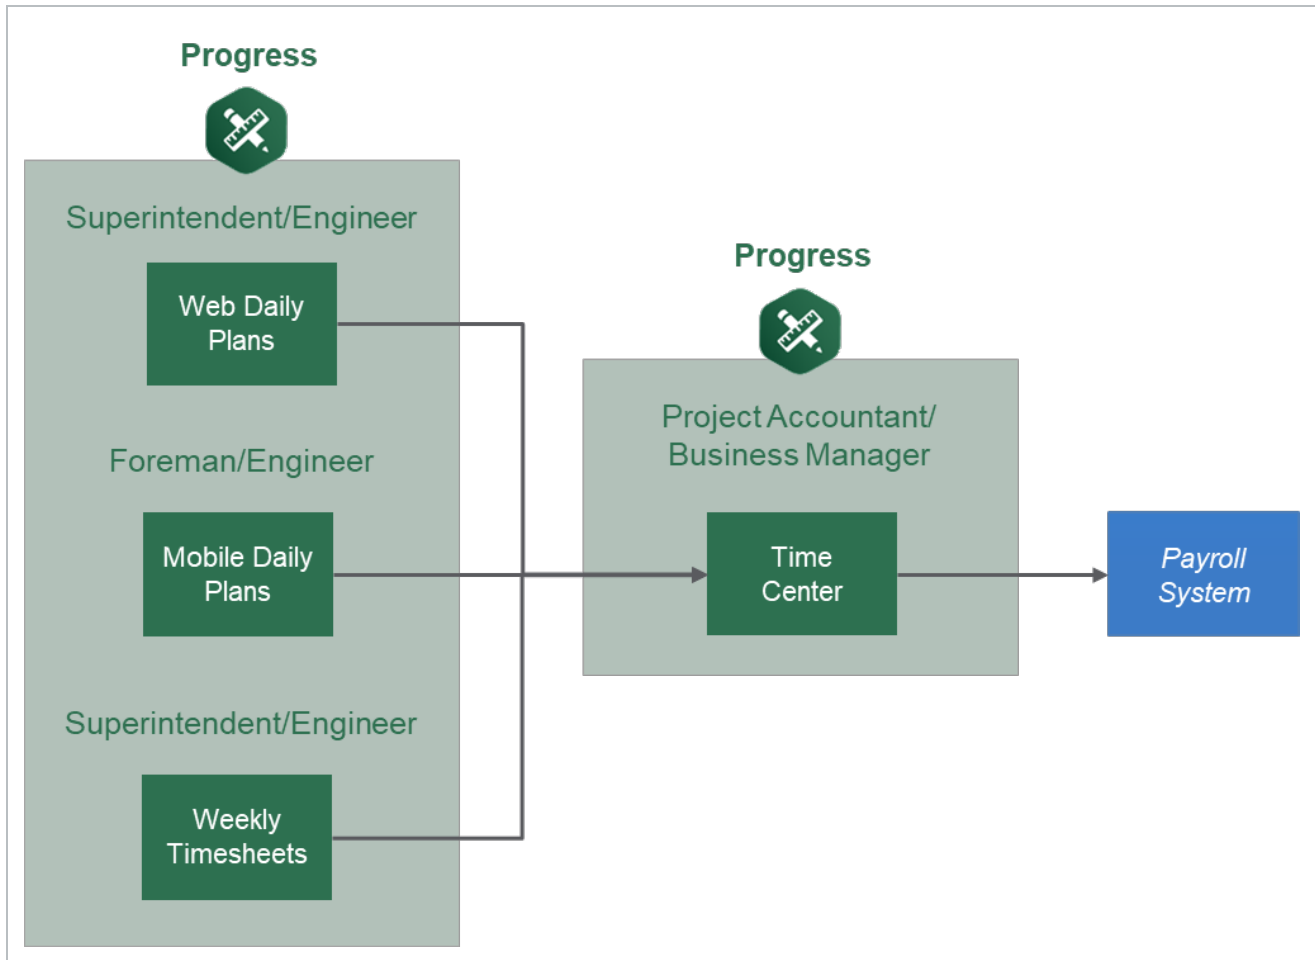 Progress
Superintendent/Engineer
Web Daily
Plans
Foreman/Engineer
Mobile Daily
Plans
Superintendent/Engineer
Weekly
Timesheets
Progress
Project Accountant/
Business Manager
Time
Center
Payroll
System